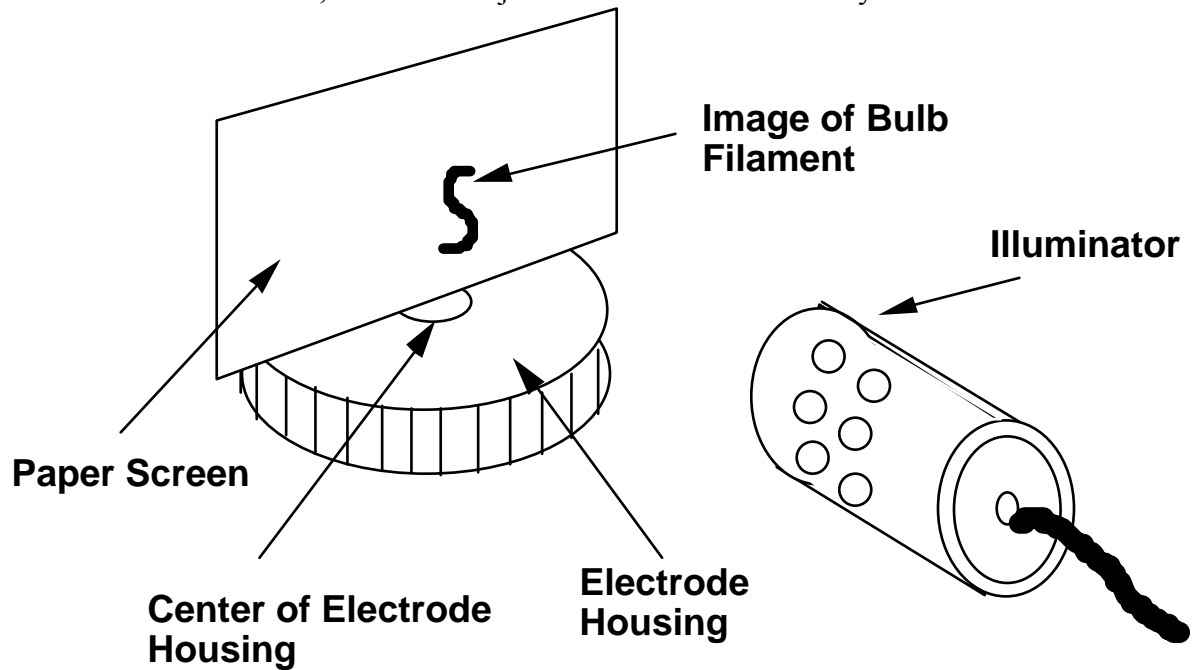 Image of Bulb
Filament
Illuminator
Paper Screen
Electrode
Housing
Center of Electrode
Housing